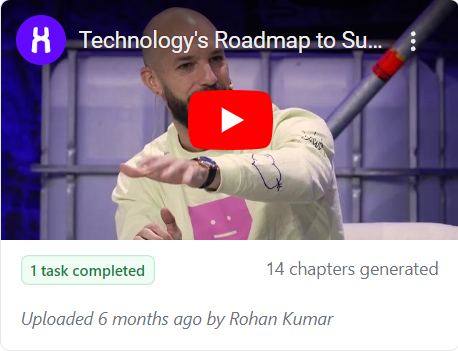 Technology's Roadmap to Su...
1 task completed
14 chapters generated
Uploaded 6 months ago by Rohan Kumar